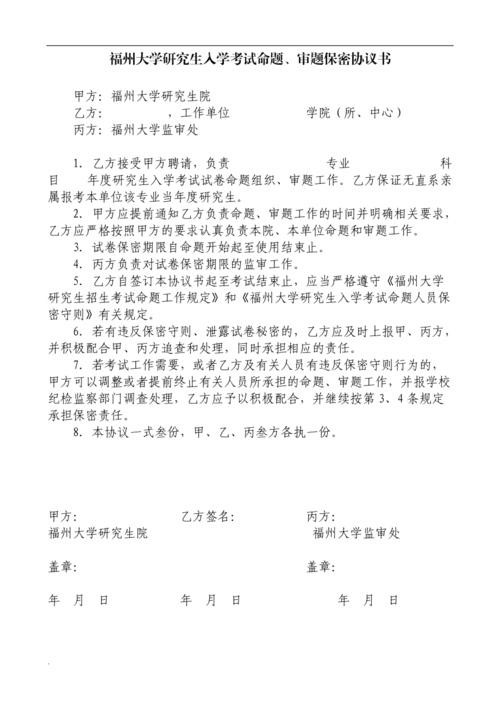 福州大学研究生入学考试命题、审题保密协议书
甲方：福州大学研究生院
乙方：　　　　，工作单位　　　　　学院（所、中心）
丙方：福州大学监审处
1．乙方接受甲方聘请，负责　　　　　　专业　　　　　　科
目　　年度研究生入学考试试卷命题组织、审题工作。乙方保证无直系亲
属报考本单位该专业当年度研究生。
2．甲方应提前通知乙方负责命题、审题工作的时间并明确相关要求，
乙方应严格按照甲方的要求认真负责本院、本单位命题和审题工作。
3．试卷保密期限自命题开始起至使用结束止。
4．丙方负责对试卷保密期限的监审工作。
5．乙方自签订本协议书起至考试结束止，应当严格遵守《福州大学
研究生招生考试命题工作规定》和《福州大学研究生入学考试命题人员保
密守则》有关规定。
6．若有违反保密守则、泄露试卷秘密的，乙方应及时上报甲、丙方，
并积极配合甲、丙方追查和处理，同时承担相应的责任。
7．若考试工作需要，或者乙方及有关人员有违反保密守则行为的，
甲方可以调整或者提前终止有关人员所承担的命题、审题工作，并报学校
纪检监察部门调查处理，乙方应予以积极配合，并继续按第 3、4 条规定
承担保密责任。
8．本协议一式叁份，甲、乙、丙叁方各执一份。
甲方：　　　　　　乙方签名：　　　　　丙方：
福州大学研究生院　　　　　　　　　　福州大学监审处
盖章：　　　　　　　　　　　　　　盖章：
年　月　日　　　　年　月　日　　　　　　年　月　日